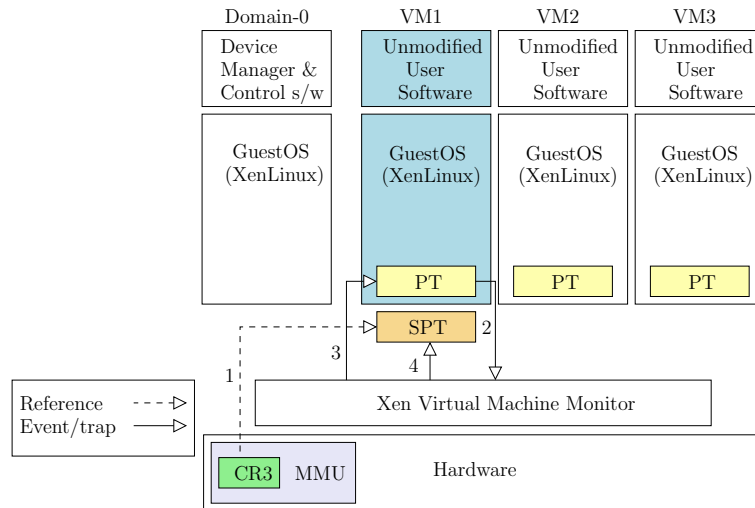 Domain-0
VM1
VM2
VM3
Device
Manager &
Control s/w
Unmodified
User
Software
Unmodified
User
Software
Unmodified
User
Software
GuestOS
(XenLinux)
GuestOS
(XenLinux)
GuestOS
(XenLinux)
GuestOS
(XenLinux)
PT
PT
PT
SPT
2
3
4
1
Reference
Event/trap
Xen Virtual Machine Monitor
CR3
MMU
Hardware